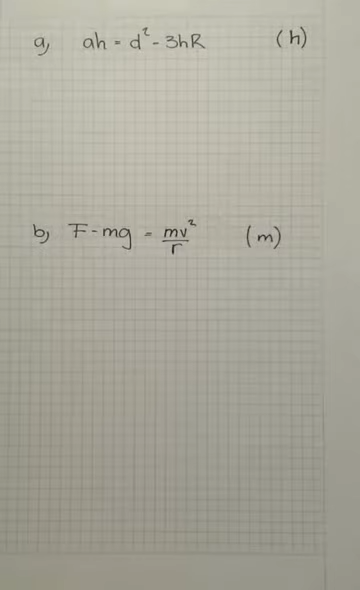 a, ah = d² - 3hR (h)
b, F - mg = mv²/r (m)